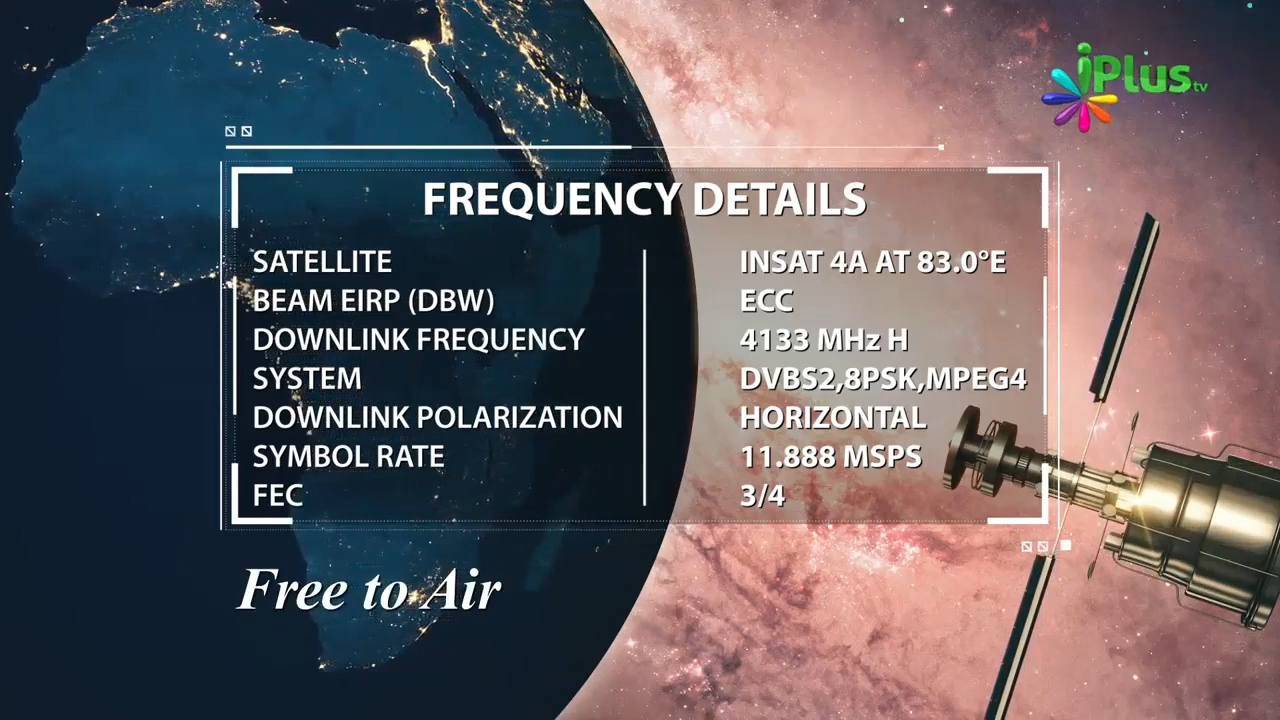 iPlus tv
FREQUENCY DETAILS
SATELLITE INSAT 4A AT 83.0°E
BEAM EIRP (DBW) ECC
DOWNLINK FREQUENCY 4133 MHz H
SYSTEM DVBS2,8PSK,MPEG4
DOWNLINK POLARIZATION HORIZONTAL
SYMBOL RATE 11.888 MSPS
FEC 3/4
Free to Air